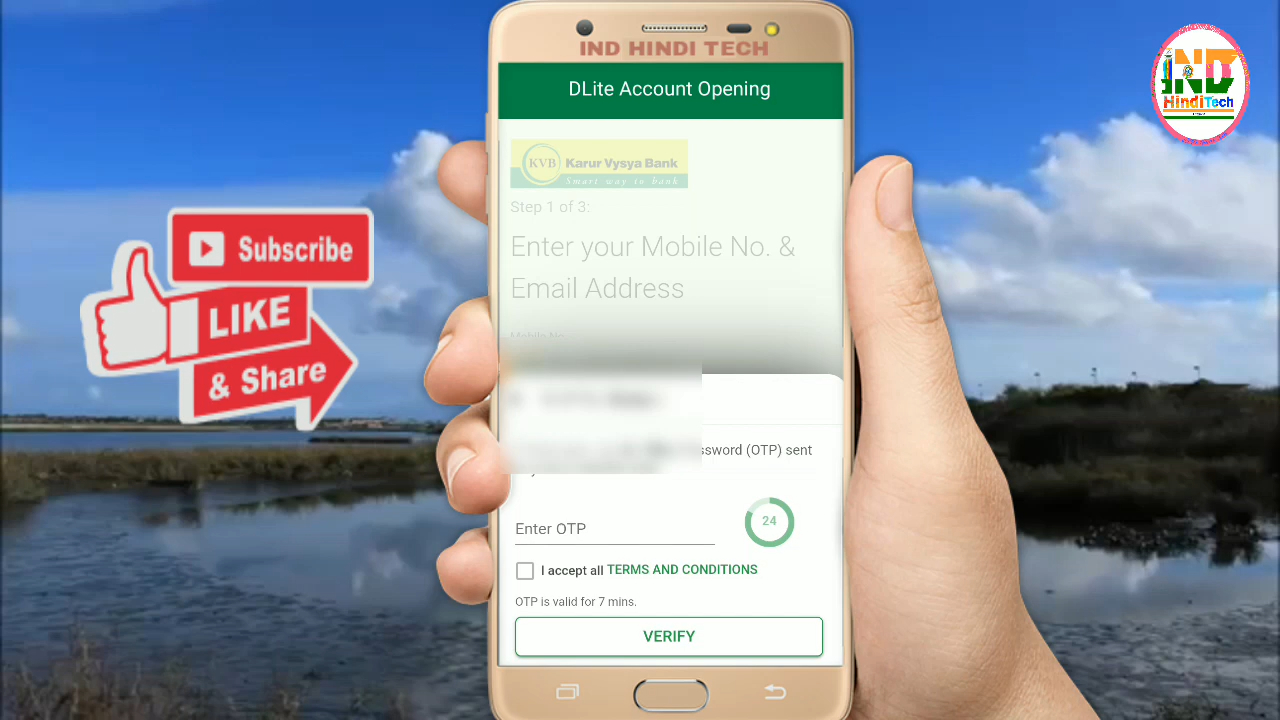 IND HINDI TECH
IND
HindiTech
DLite Account Opening
KVB Karur Vysya Bank
Smart way to bank
Step 1 of 3:
Enter your Mobile No. &
Email Address
Mobile No.
Subscribe
LIKE
& Share
(OTP) sent
Enter OTP
24
I accept all TERMS AND CONDITIONS
OTP is valid for 7 mins.
VERIFY